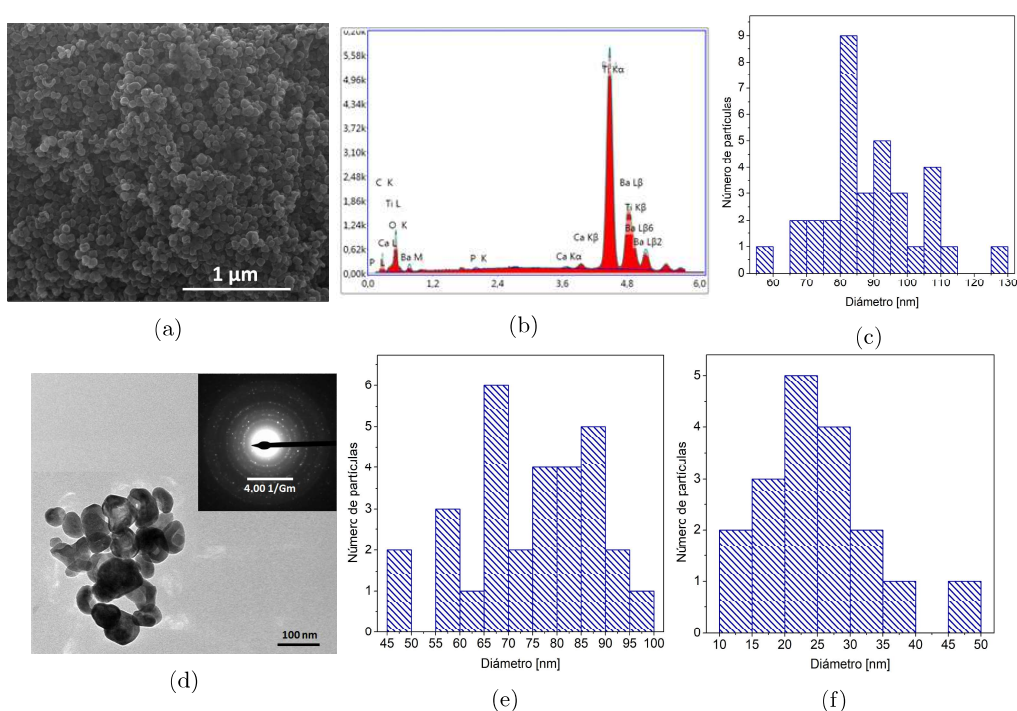 1 µm
(a)
0,20k
5,58k
4,96k
4,34k
3,72k
3,10k
2,48k
1,86k
1,24k
0,62k
0,00k
C K
Ti L
O K
Ca L
P L
Ba M
P K
Ca Kα
Ca Kβ
Ti Kα
Ba Lβ
Ti Kβ
Ba Lβ6
Ba Lβ2
0,0 1,2 2,4 3,6 4,8 6,0
(b)
Número de partículas
9
8
7
6
5
4
3
2
1
0
60 70 80 90 100 110 120 130
Diámetro [nm]
(c)
4,00 1/Gm
100 nm
(d)
Númerc de partículas
6
5
4
3
2
1
0
45 50 55 60 65 70 75 80 85 90 95 100
Diámetro [nm]
(e)
Númerc de partículas
5
4
3
2
1
0
10 15 20 25 30 35 40 45 50
Diámetro [nm]
(f)